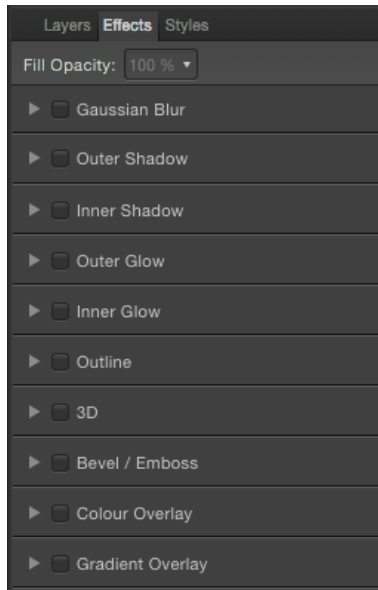 Layers Effects Styles
Fill Opacity: 100 %
Gaussian Blur
Outer Shadow
Inner Shadow
Outer Glow
Inner Glow
Outline
3D
Bevel / Emboss
Colour Overlay
Gradient Overlay